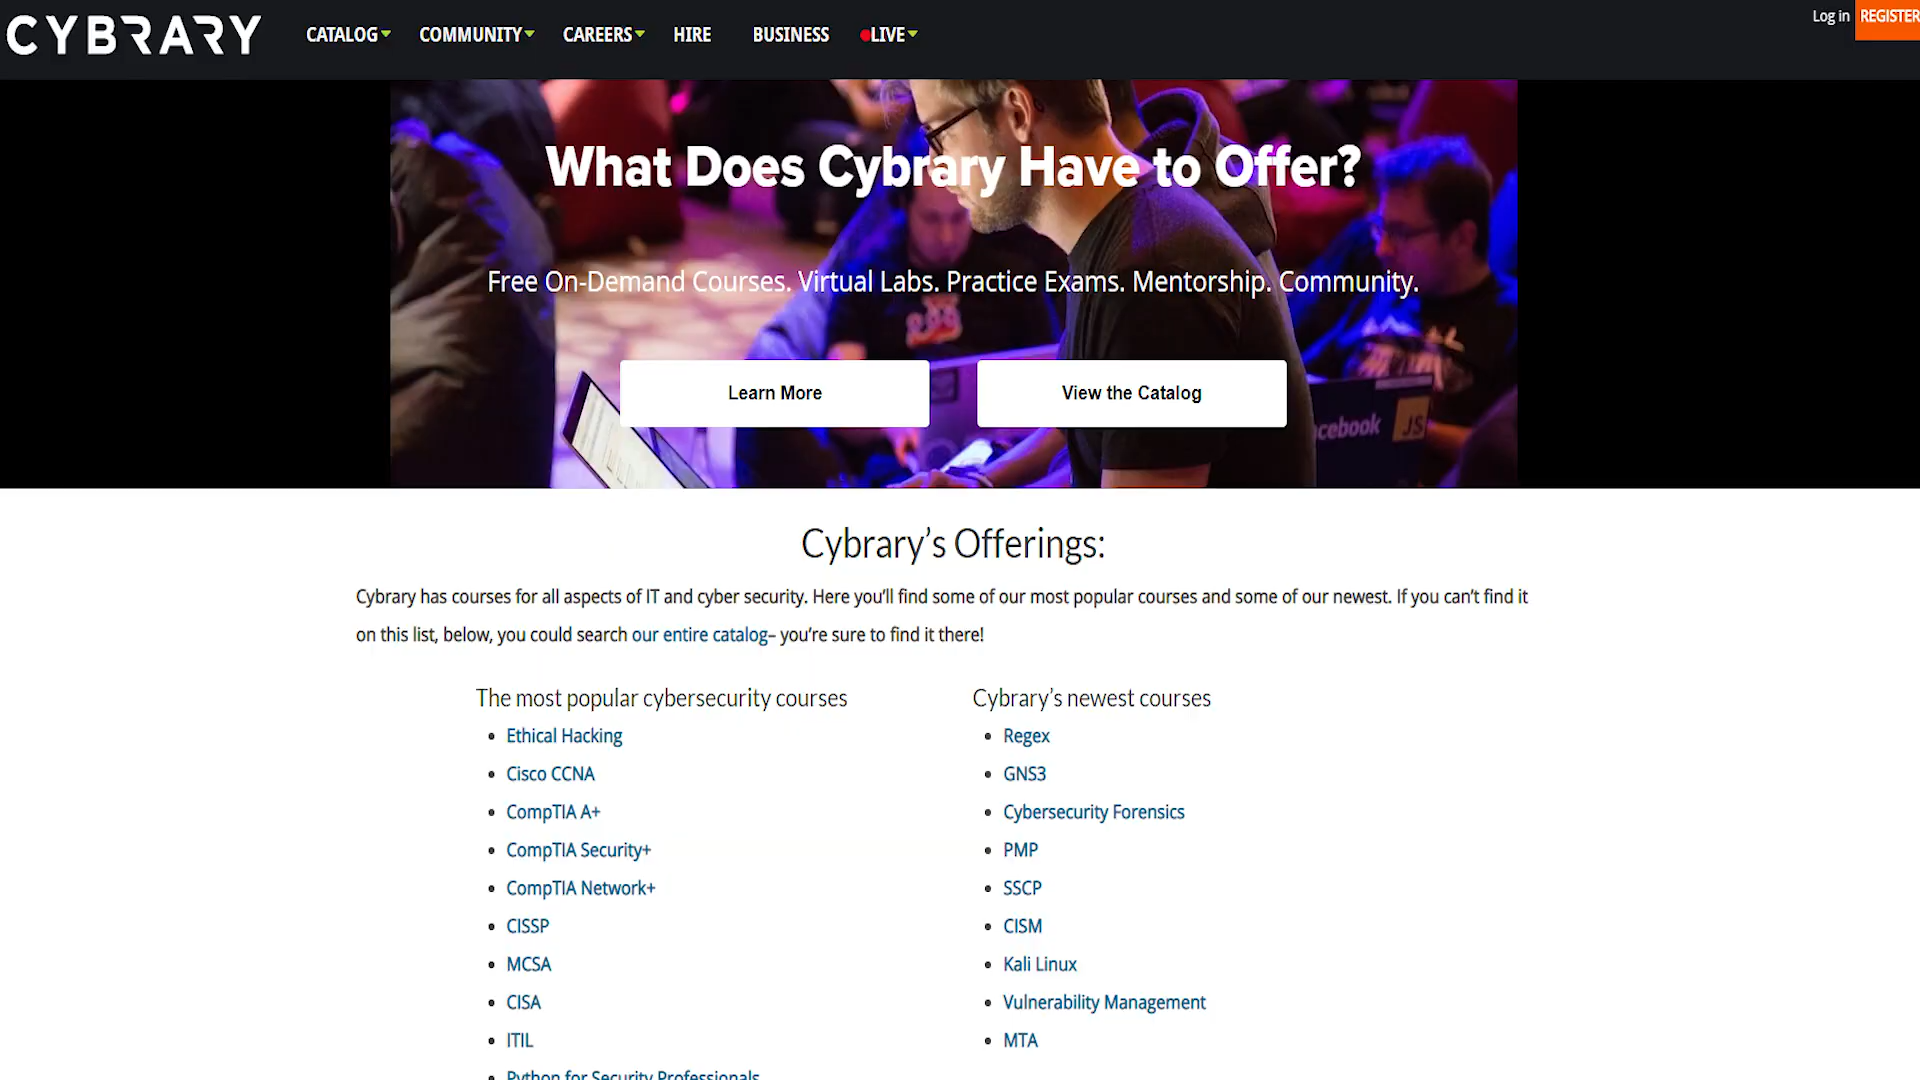 CYBRARY
CATALOG COMMUNITY CAREERS HIRE BUSINESS LIVE
Log in REGISTER
What Does Cybrary Have to Offer?
Free On-Demand Courses. Virtual Labs. Practice Exams. Mentorship. Community.
Learn More
View the Catalog
cebook JS
Cybrary’s Offerings:
Cybrary has courses for all aspects of IT and cyber security. Here you’ll find some of our most popular courses and some of our newest. If you can’t find it
on this list, below, you could search our entire catalog– you’re sure to find it there!
The most popular cybersecurity courses
Ethical Hacking
Cisco CCNA
CompTIA A+
CompTIA Security+
CompTIA Network+
CISSP
MCSA
CISA
ITIL
Python for Security Professionals
Cybrary’s newest courses
Regex
GNS3
Cybersecurity Forensics
PMP
SSCP
CISM
Kali Linux
Vulnerability Management
MTA